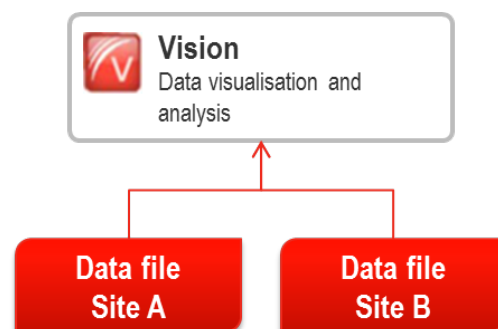 V
Vision
Data visualisation and
analysis
Data file
Site A
Data file
Site B